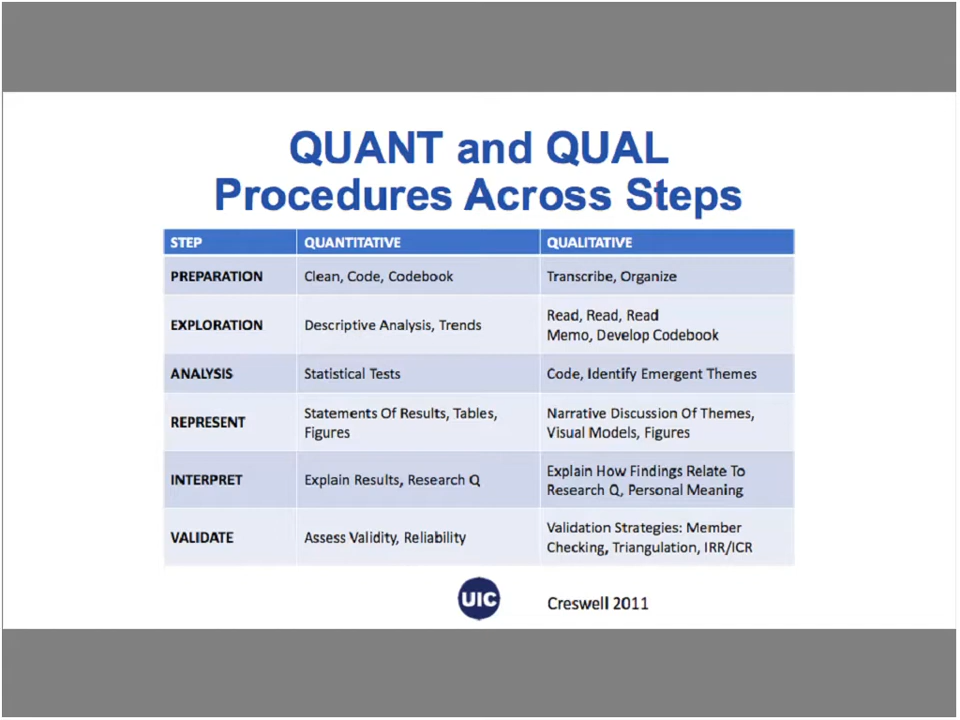 QUANT and QUAL
Procedures Across Steps
STEP QUANTITATIVE QUALITATIVE
PREPARATION Clean, Code, Codebook Transcribe, Organize
EXPLORATION Descriptive Analysis, Trends Read, Read, Read
Memo, Develop Codebook
ANALYSIS Statistical Tests Code, Identify Emergent Themes
REPRESENT Statements Of Results, Tables,
Figures
Narrative Discussion Of Themes,
Visual Models, Figures
INTERPRET Explain Results, Research Q Explain How Findings Relate To
Research Q, Personal Meaning
VALIDATE Assess Validity, Reliability Validation Strategies: Member
Checking, Triangulation, IRR/ICR
UIC
Creswell 2011